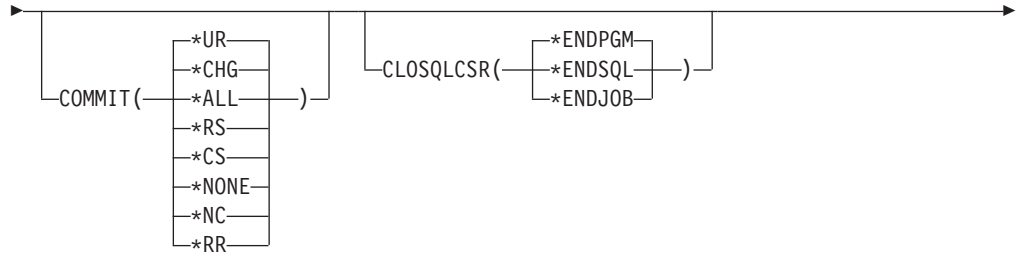 *UR
*CHG
COMMIT( *ALL )
*RS
*CS
*NONE
*NC
*RR
*ENDPGM
CLOSQLCSR( *ENDSQL )
*ENDJOB